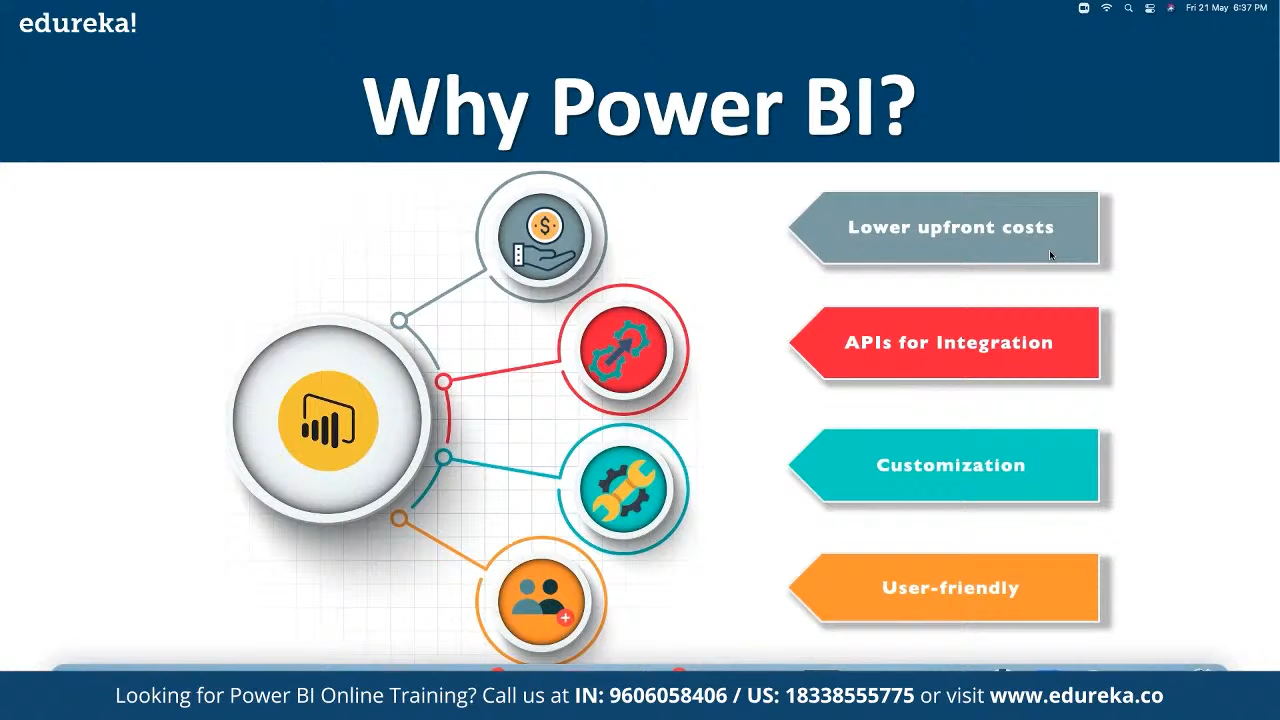 edureka!
Fri 21 May 6:37 PM
Why Power BI?
Lower upfront costs
APIs for Integration
Customization
User-friendly
Looking for Power BI Online Training? Call us at IN: 9606058406 / US: 18338555775 or visit www.edureka.co